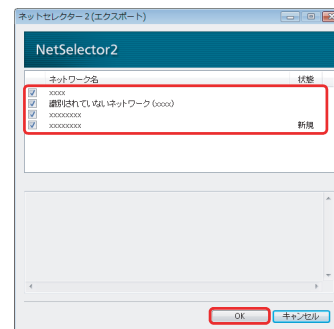 ネットセレクター2(エクスポート)
NetSelector2
ネットワーク名 状態
xxxx
識別されていないネットワーク(xxxx)
xxxxxxxx
xxxxxxxx 新規
OK キャンセル